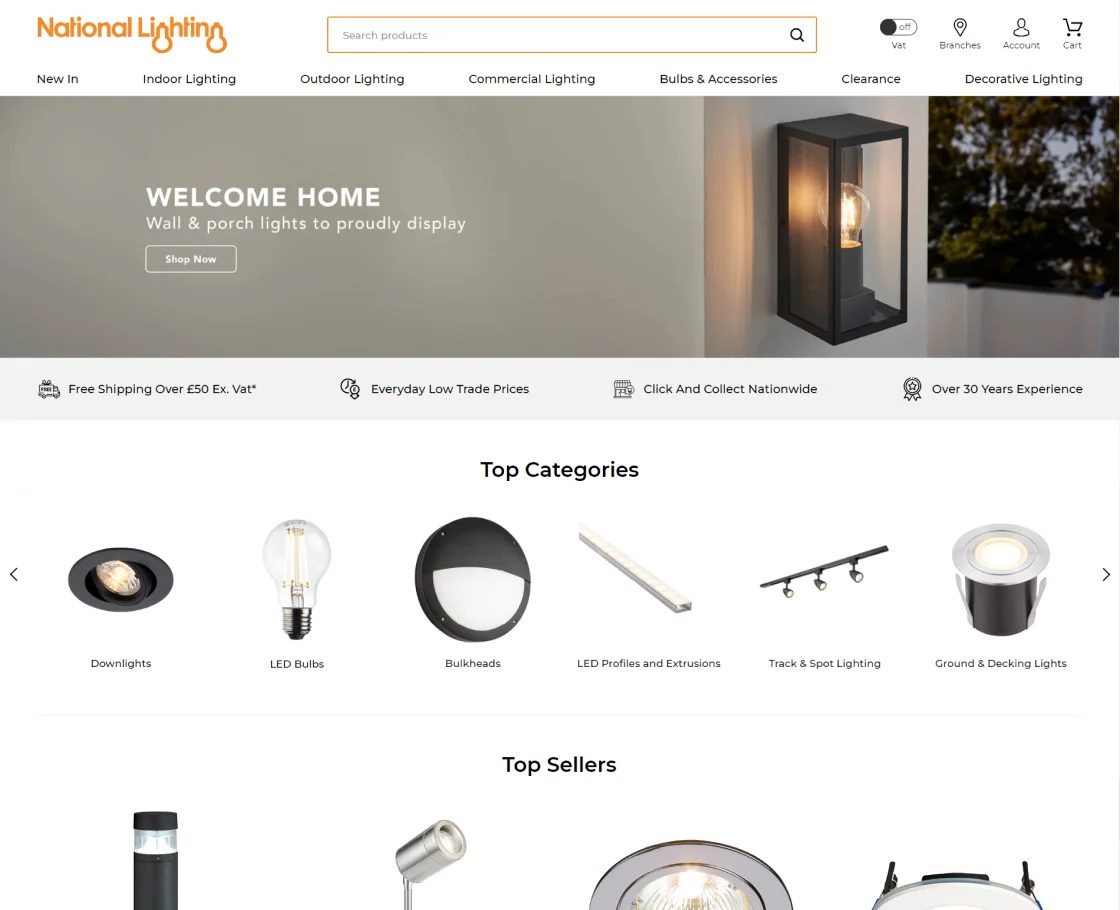 National Lighting
Search products
off
Vat
Branches
Account
Cart
New In
Indoor Lighting
Outdoor Lighting
Commercial Lighting
Bulbs & Accessories
Clearance
Decorative Lighting
WELCOME HOME
Wall & porch lights to proudly display
Shop Now
FREE
Free Shipping Over £50 Ex. Vat*
Everyday Low Trade Prices
Click And Collect Nationwide
Over 30 Years Experience
Top Categories
Downlights
LED Bulbs
Bulkheads
LED Profiles and Extrusions
Track & Spot Lighting
Ground & Decking Lights
Top Sellers